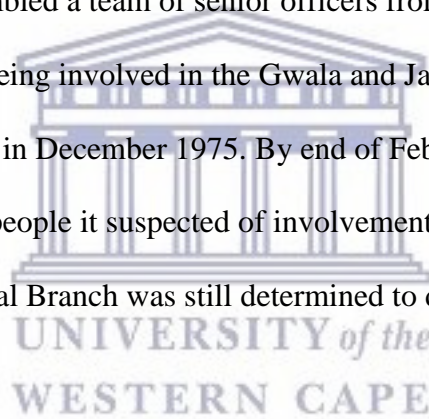 bled a team of senior officers from
eing involved in the Gwala and Ja
in December 1975. By end of Feb
people it suspected of involvement
al Branch was still determined to
UNIVERSITY of the
WESTERN CAPE